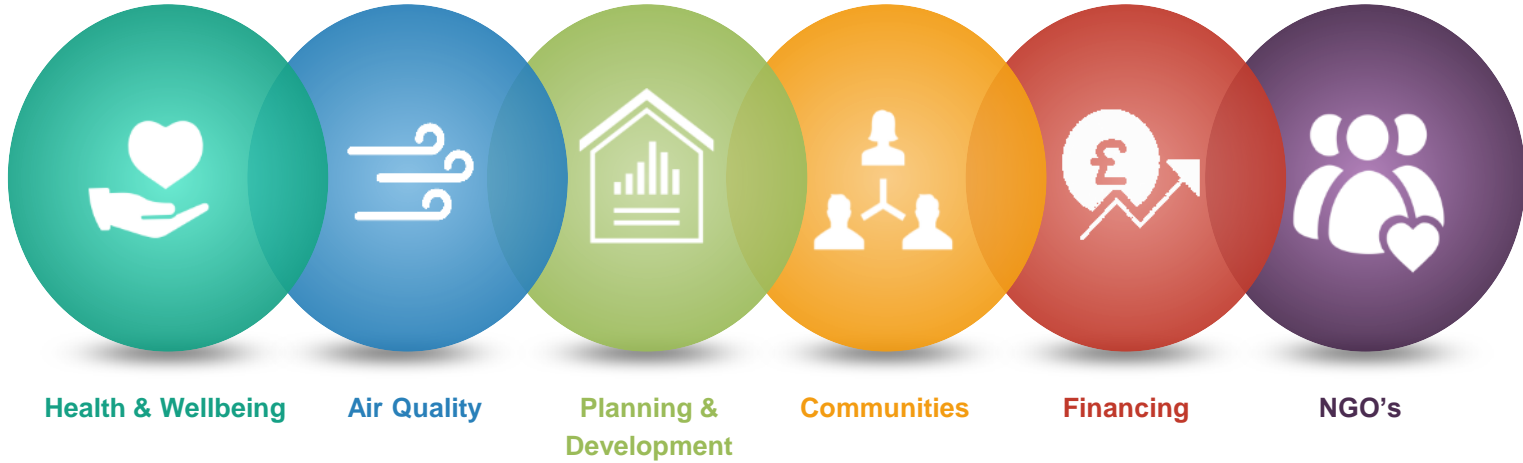 £
Health & Wellbeing
Air Quality
Planning &
Development
Communities
Financing
NGO’s